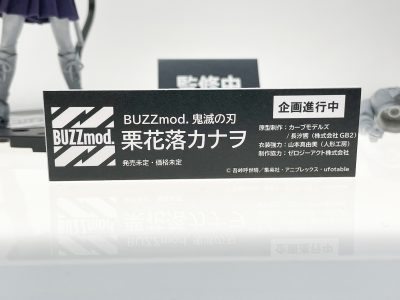 監修中
BUZZmod.
BUZZmod. 鬼滅の刃
栗花落カナヲ
発売未定・価格未定
企画進行中
原型制作：カーブモデルズ
/長汐響（株式会社GB2）
衣装強力：山本真由美（人形工房）
制作協力：ゼロジーアクト株式会社
© 吾峠呼世晴／集英社・アニプレックス・ufotable